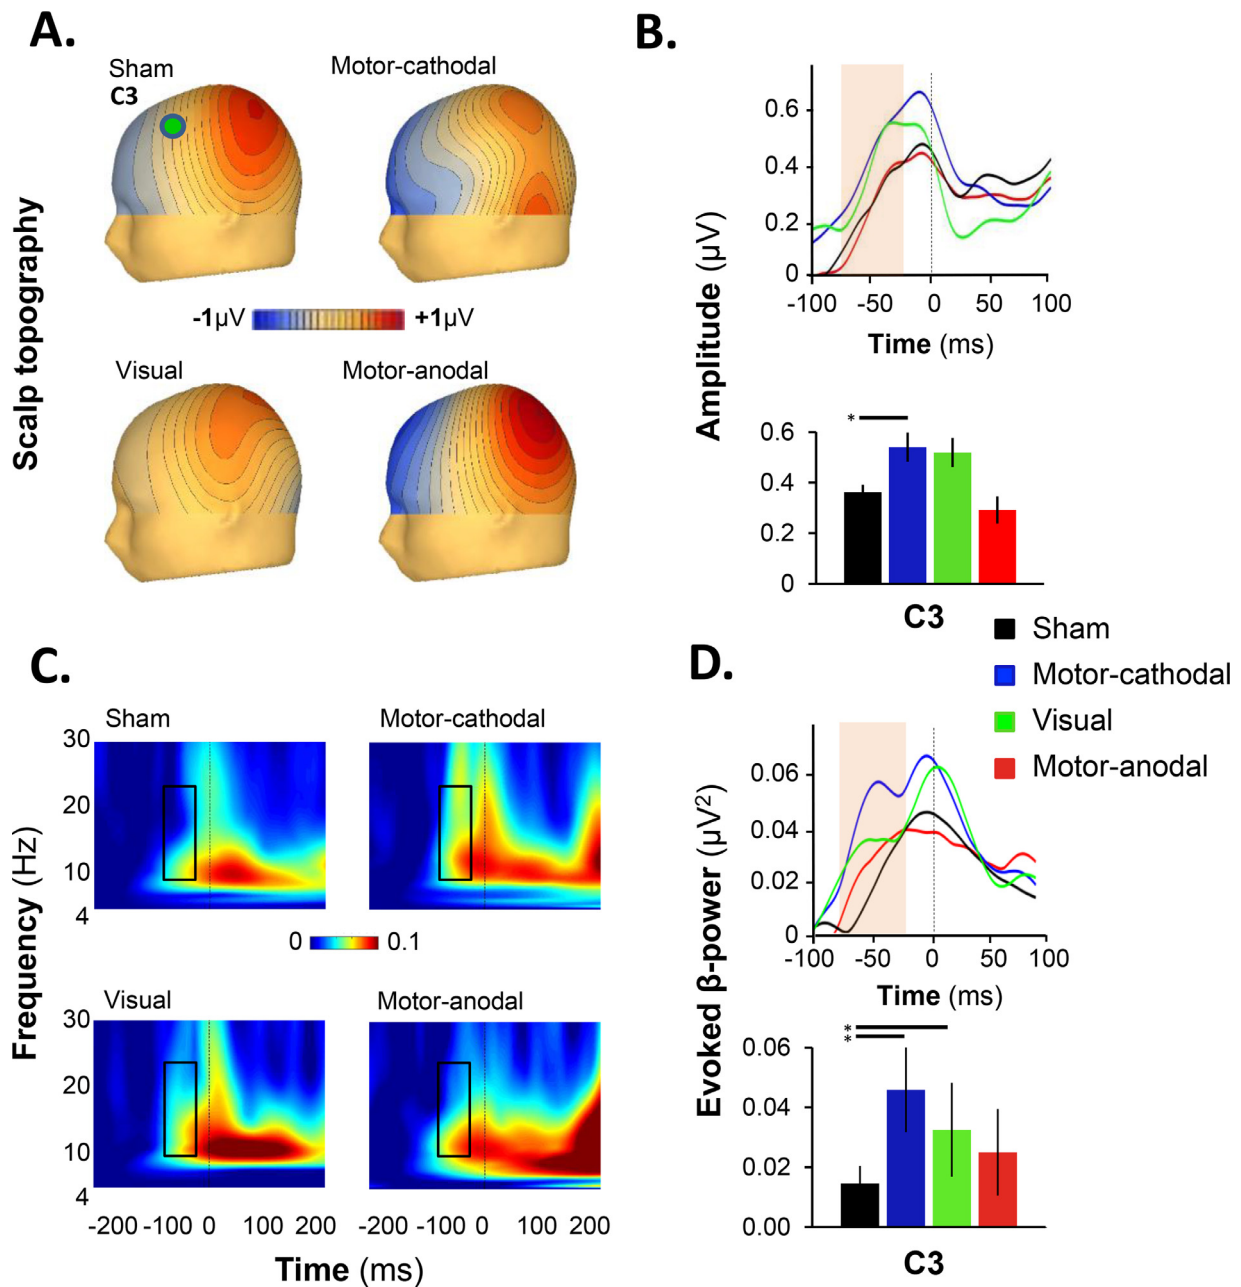 A.
Sham
C3
Motor-cathodal
-1µV
+1µV
Visual
Motor-anodal
Scalp topography
B.
0.6
0.4
0.2
0
-100
-50
0
50
100
Time (ms)
Amplitude (µV)
*
0.6
0.4
0.2
0
C3
Sham
Motor-cathodal
Visual
Motor-anodal
C.
Sham
Motor-cathodal
30
20
10
4
0
0.1
Visual
Motor-anodal
30
20
10
4
Frequency (Hz)
-200 -100 0 100 200
-200 -100 0 100 200
Time (ms)
D.
0.06
0.04
0.02
0
-100
-50
0
50
100
Time (ms)
Evoked β-power (µV²)
*
*
0.06
0.04
0.02
0.00
C3